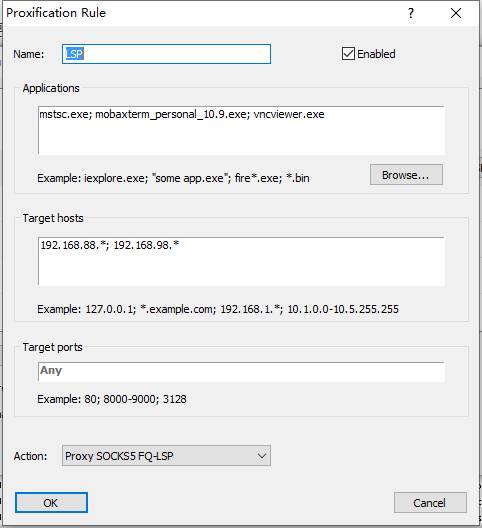 Proxification Rule
?
Name: LSP Enabled
Applications
mstsc.exe; mobaxterm_personal_10.9.exe; vncviewer.exe
Example: iexplore.exe; "some app.exe"; fire*.exe; *.bin Browse...
Target hosts
192.168.88.*; 192.168.98.*
Example: 127.0.0.1; *.example.com; 192.168.1.*; 10.1.0.0-10.5.255.255
Target ports
Any
Example: 80; 8000-9000; 3128
Action: Proxy SOCKS5 FQ-LSP
OK Cancel